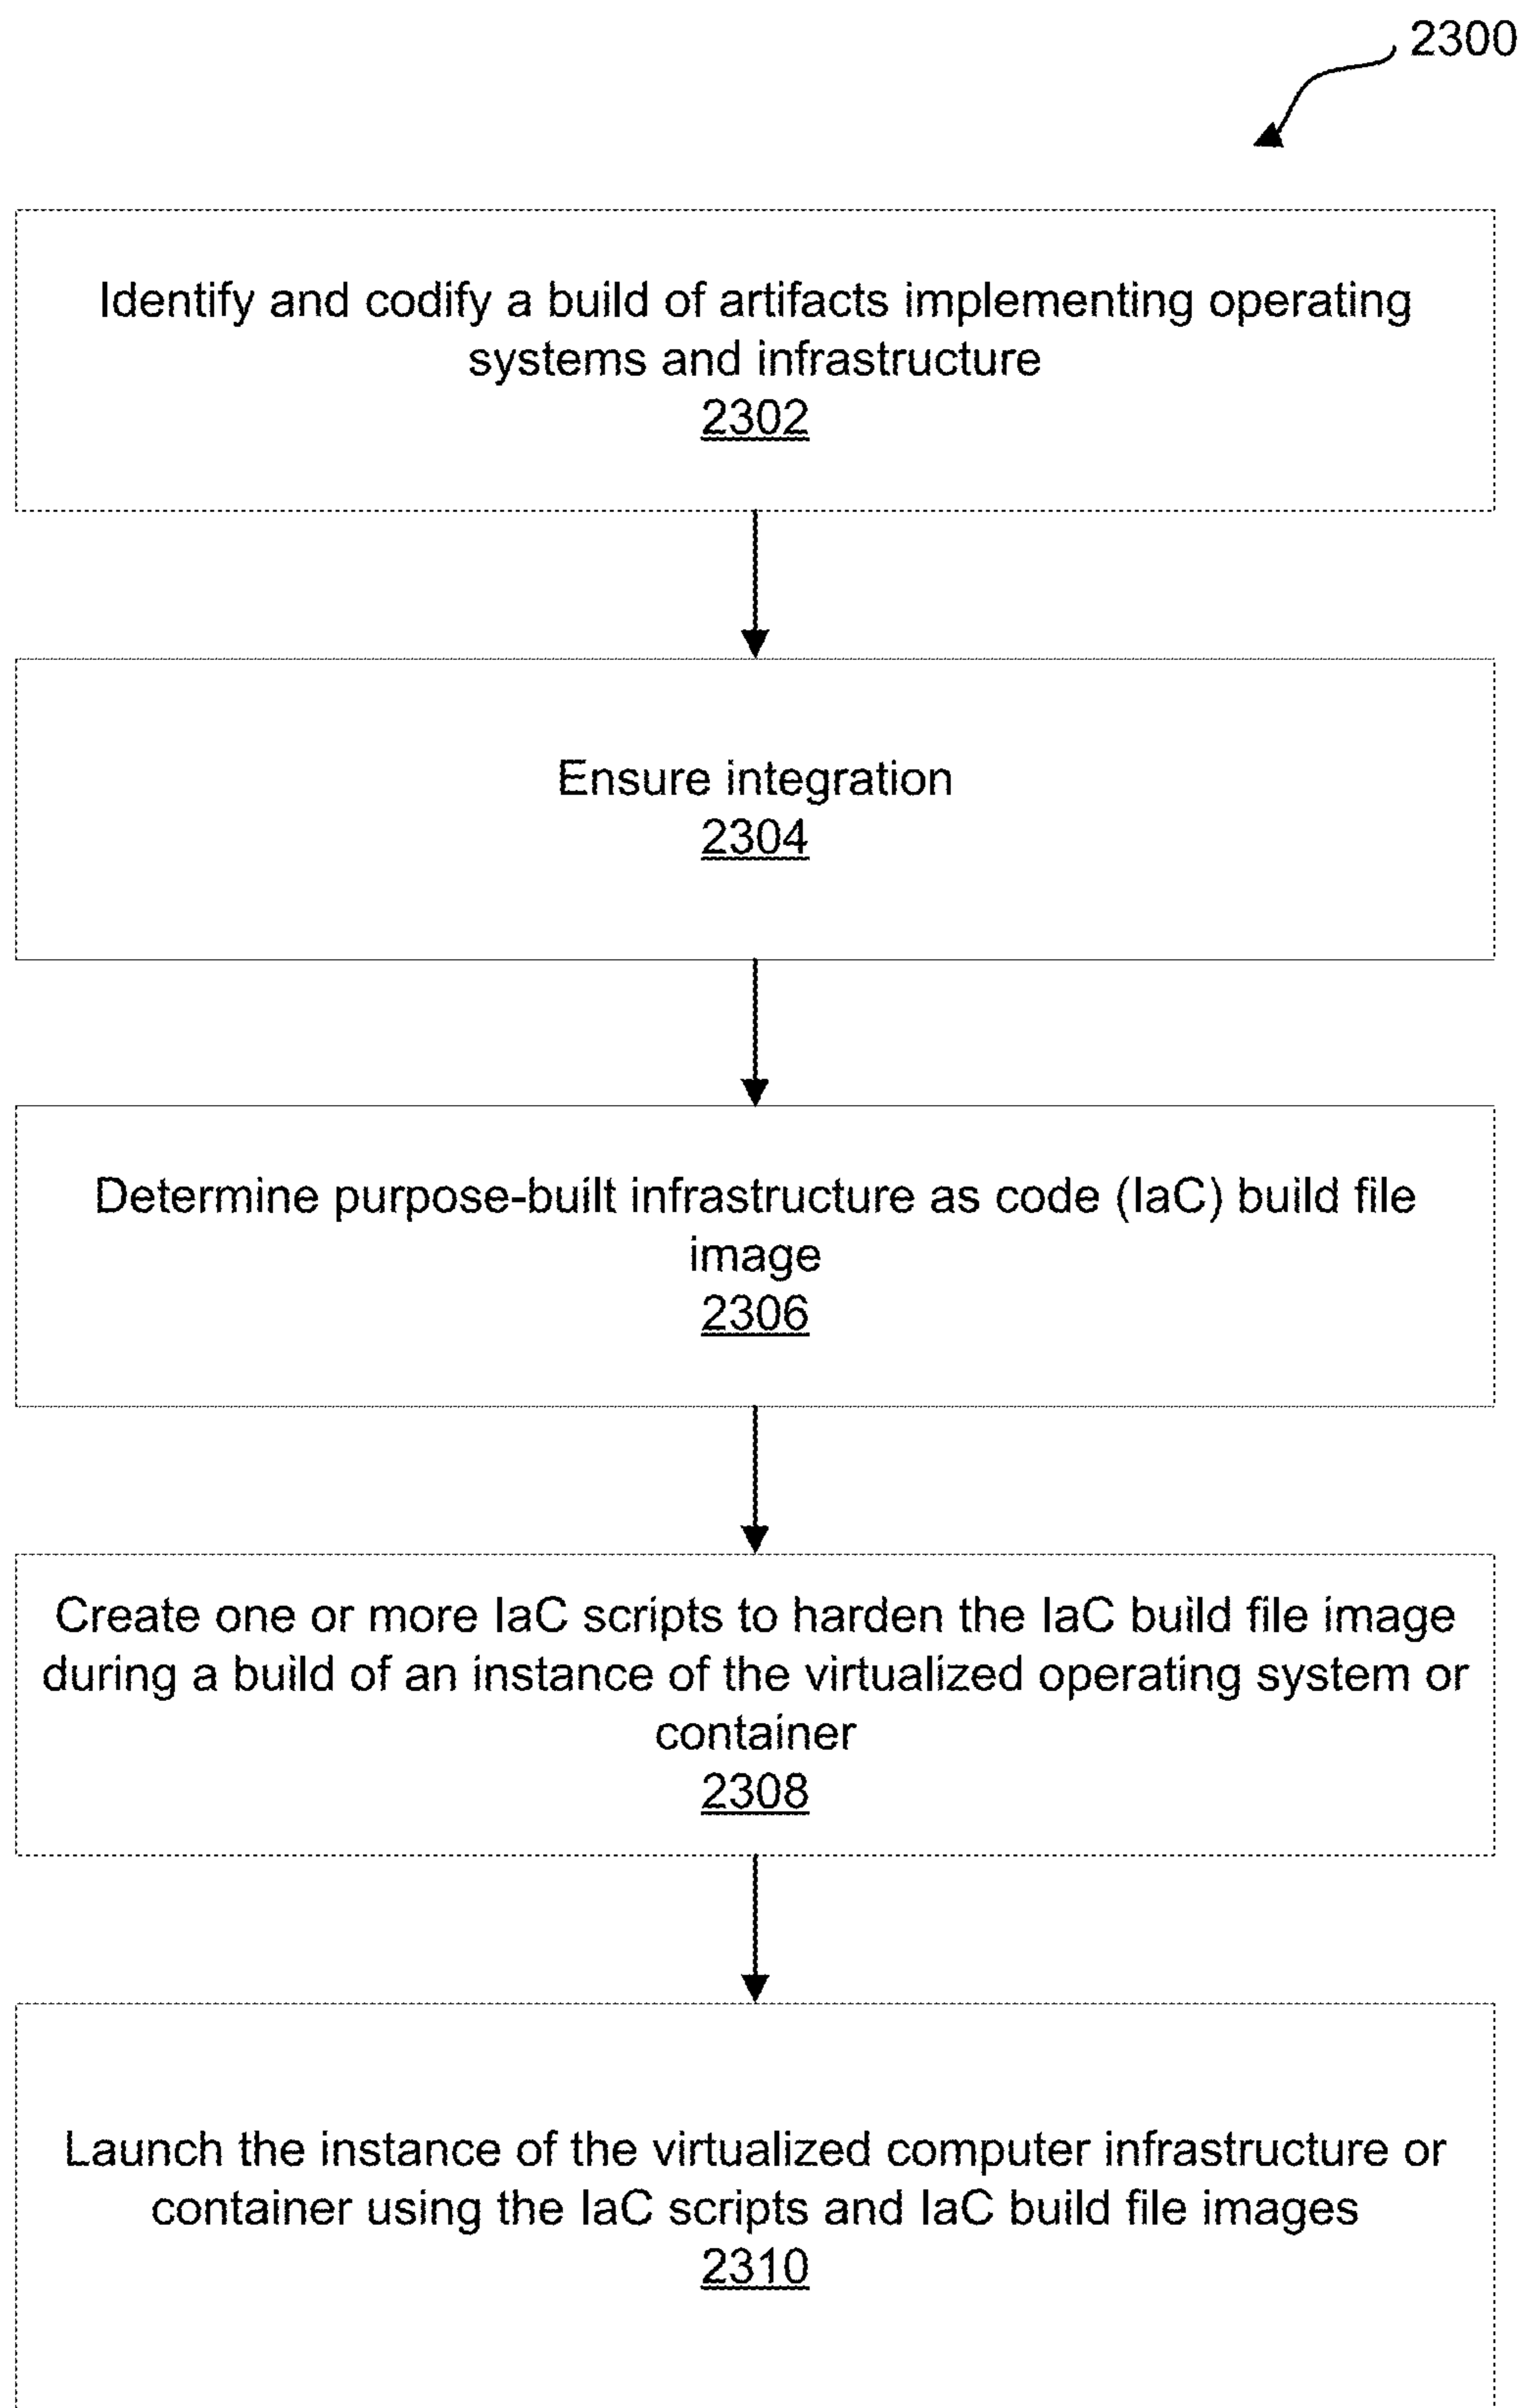 2300
Identify and codify a build of artifacts implementing operating
systems and infrastructure
2302
Ensure integration
2304
Determine purpose-built infrastructure as code (IaC) build file
image
2306
Create one or more IaC scripts to harden the IaC build file image
during a build of an instance of the virtualized operating system or
container
2308
Launch the instance of the virtualized computer infrastructure or
container using the IaC scripts and IaC build file images
2310